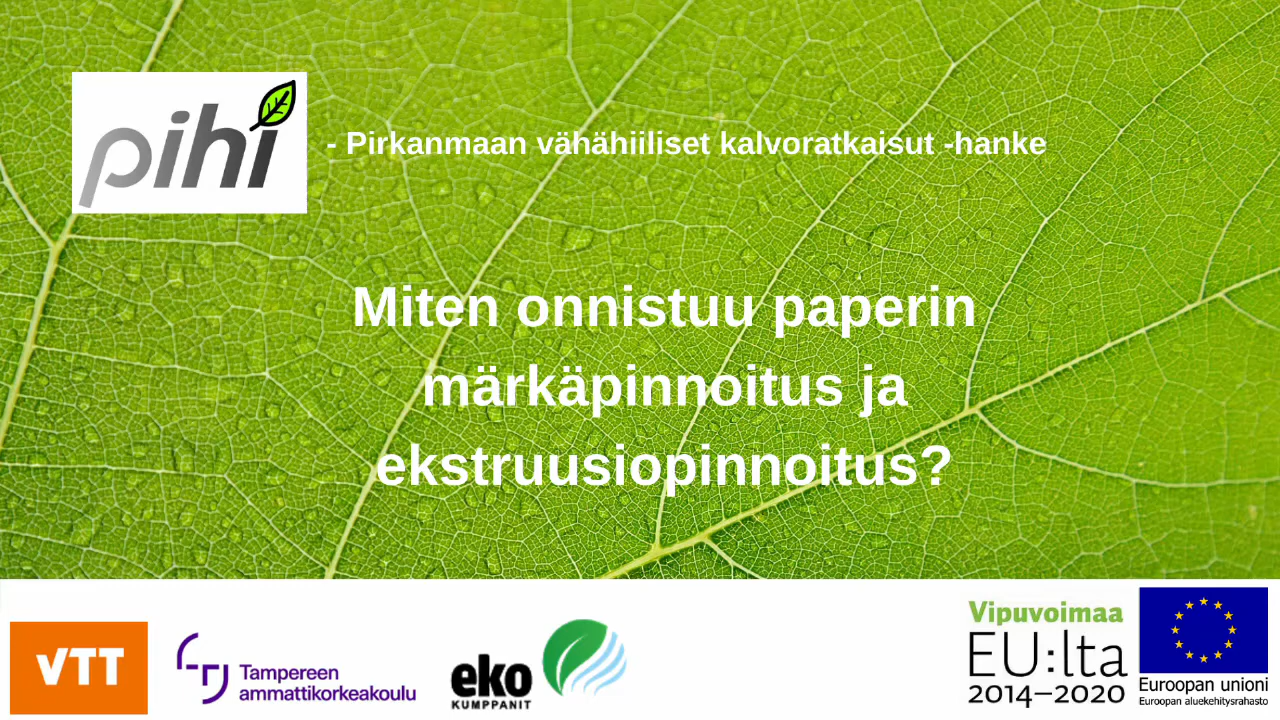 pihi
- Pirkanmaan vähähiiliset kalvoratkaisut -hanke
Miten onnistuu paperin
märkäpinnoitus ja
ekstruusiopinnoitus?
VTT
Tampereen
ammattikorkeakoulu
eko
KUMPPANIT
Vipuvoimaa
EU:lta
2014–2020
Euroopan unioni
Euroopan aluekehitysrahasto